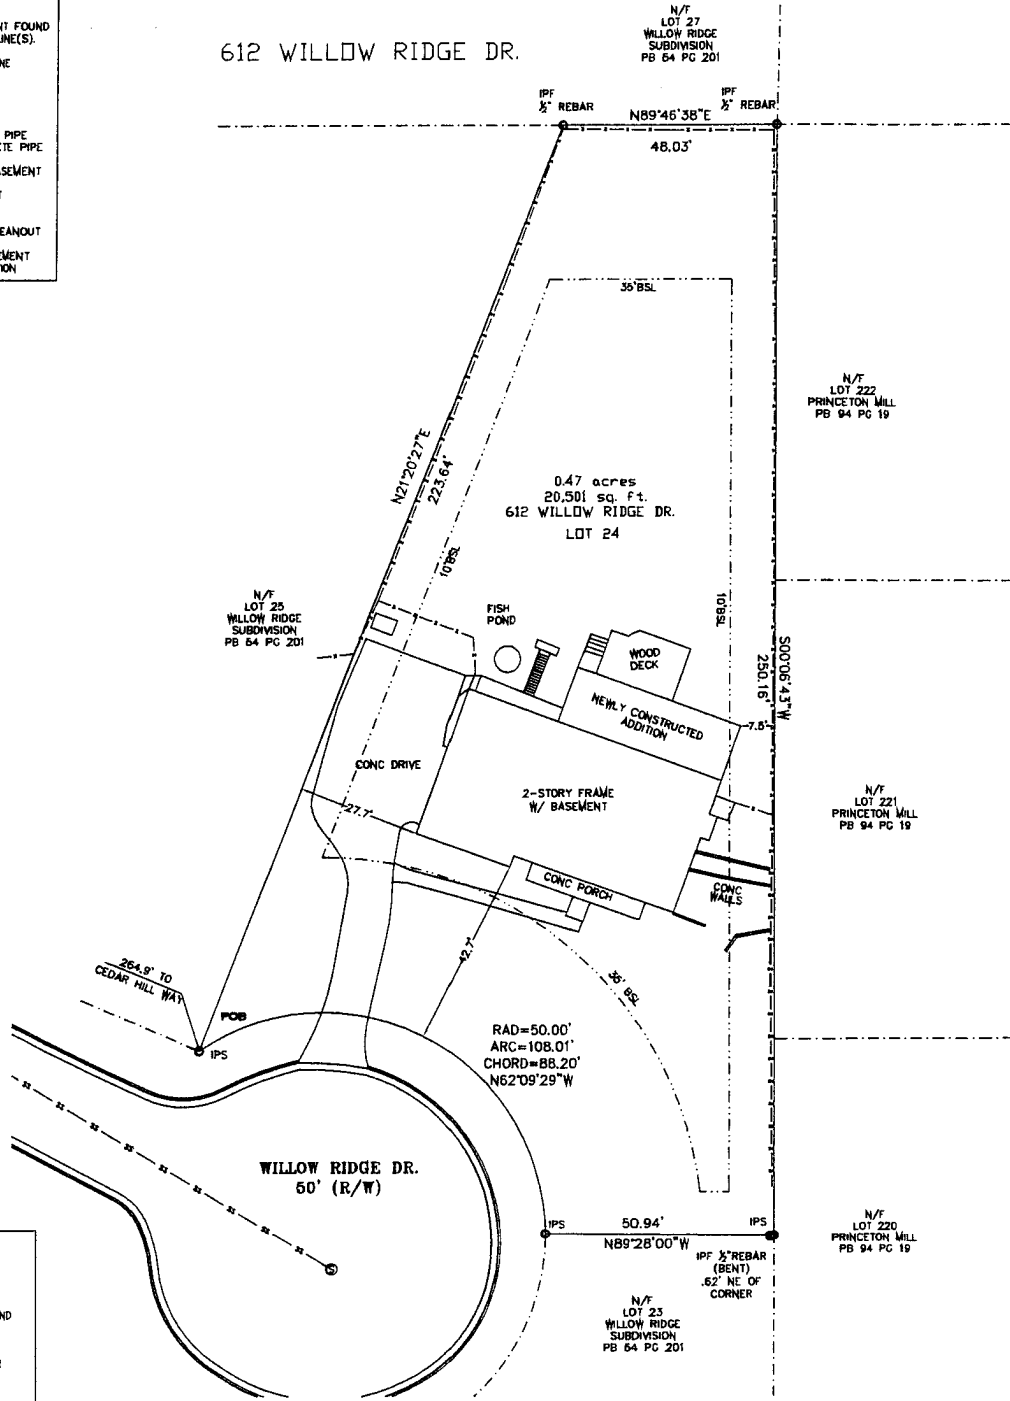 NT FOUND
INE(S).
NE
PIPE
TE PIPE
SEMENT
T
EANOUT
EMENT
ION
612 WILLOW RIDGE DR.
N/F
LOT 27
WILLOW RIDGE
SUBDIVISION
PB 64 PG 201
IPF
½" REBAR
IPF
½" REBAR
N89°46'38"E
48.03'
35'BSL
N/F
LOT 222
PRINCETON MILL
PB 94 PG 19
N21°20'27"E
223.64'
0.47 acres
20,501 sq. ft.
612 WILLOW RIDGE DR.
LOT 24
10'BSL
10'BSL
N/F
LOT 25
WILLOW RIDGE
SUBDIVISION
PB 64 PG 201
FISH
POND
WOOD
DECK
S00°06'43"W
250.16'
NEWLY CONSTRUCTED
ADDITION
7.5'
CONC DRIVE
2-STORY FRAME
W/ BASEMENT
27.7'
N/F
LOT 221
PRINCETON MILL
PB 94 PG 19
CONC PORCH
CONC
WALLS
42.7'
35' BSL
264.9' TO
CEDAR HILL WAY
POB
IPS
RAD=50.00'
ARC=108.01'
CHORD=88.20'
N62°09'29"W
WILLOW RIDGE DR.
50' (R/W)
S
IPS
50.94'
IPS
N89°28'00"W
IPF ½"REBAR
(BENT)
.62' NE OF
CORNER
N/F
LOT 220
PRINCETON MILL
PB 94 PG 19
N/F
LOT 23
WILLOW RIDGE
SUBDIVISION
PB 64 PG 201
ND